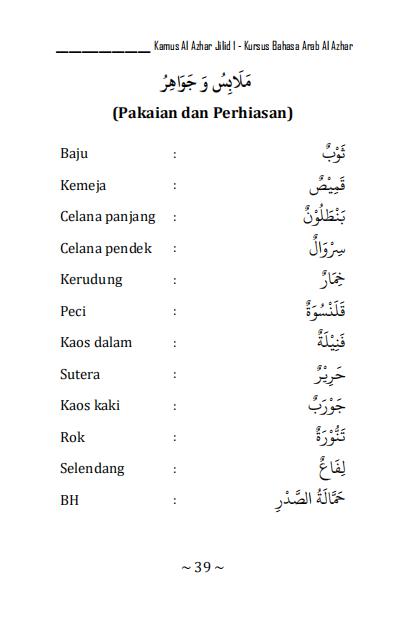 Kamus Al Azhar Jilid I - Kursus Bahasa Arab Al Azhar
مَلَابِسُ وَ جَوَاهِرُ
(Pakaian dan Perhiasan)
Baju : ثَوْبٌ
Kemeja : قَمِيْصٌ
Celana panjang : بَنْطَلُوْنٌ
Celana pendek : سِرْوَالٌ
Kerudung : خِمَارٌ
Peci : قَلَنْسُوَةٌ
Kaos dalam : فَنِيْلَةٌ
Sutera : حَرِيْرٌ
Kaos kaki : جَوْرَبٌ
Rok : تَنُّوْرَةٌ
Selendang : لِفَاعٌ
BH : حَمَّالَةُ الصَّدْرِ
~ 39 ~